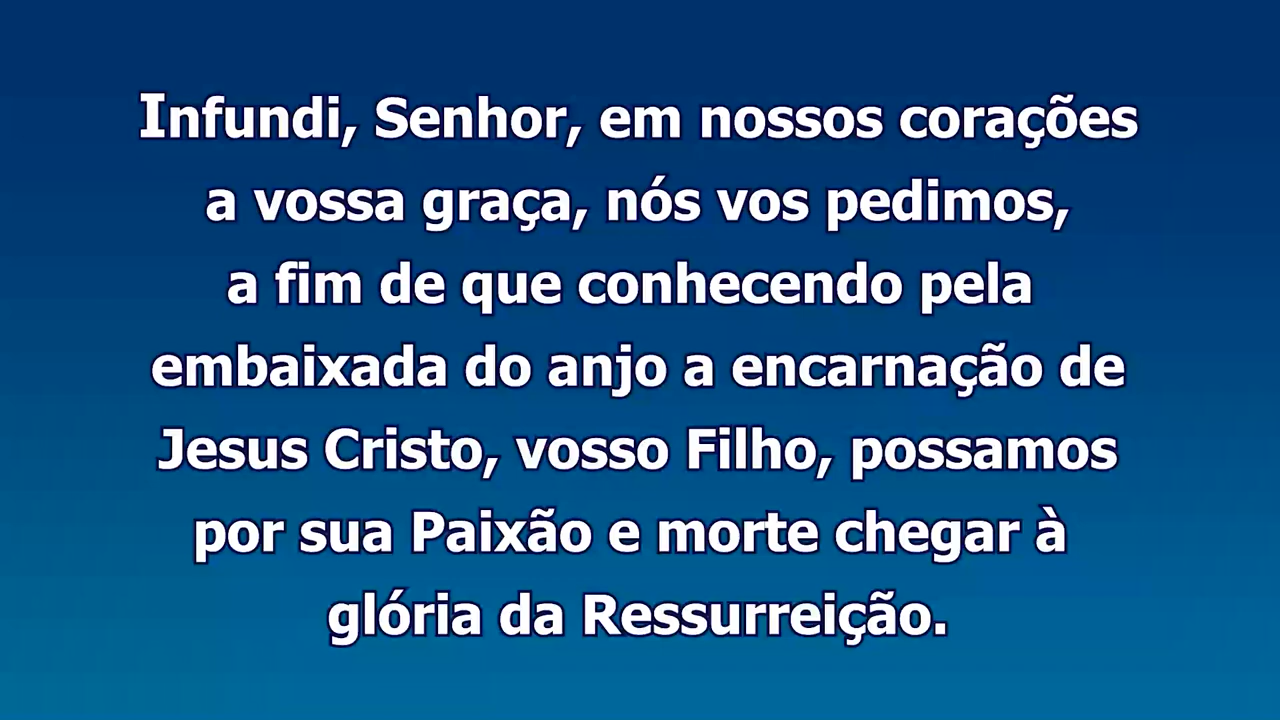 Infundi, Senhor, em nossos corações
a vossa graça, nós vos pedimos,
a fim de que conhecendo pela
embaixada do anjo a encarnação de
Jesus Cristo, vosso Filho, possamos
por sua Paixão e morte chegar à
glória da Ressurreição.